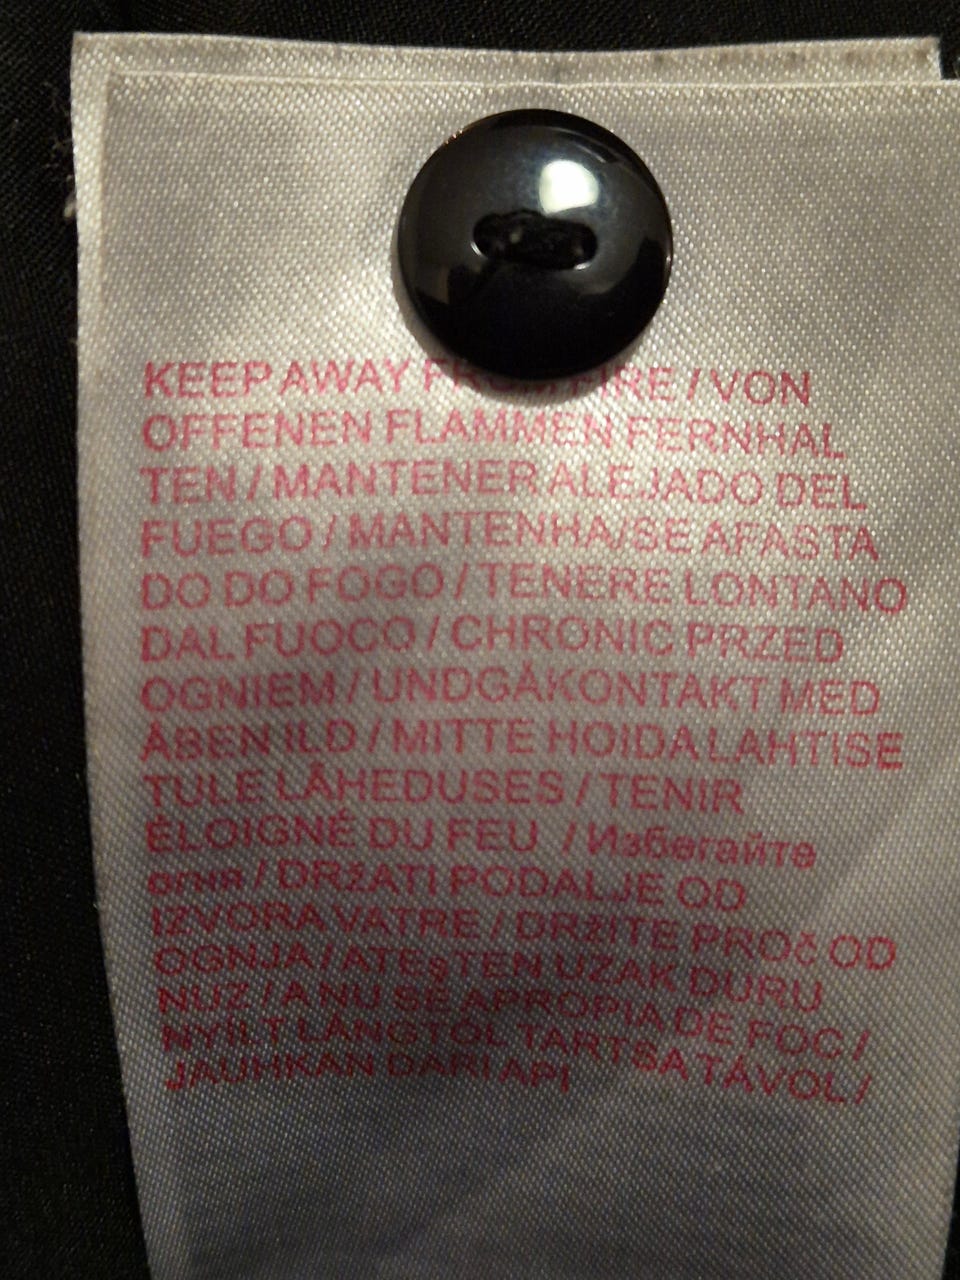 KEEP AWAY FROM FIRE / VON
OFFENEN FLAMMEN FERNHAL
TEN / MANTENER ALEJADO DEL
FUEGO / MANTENHA/SE AFASTA
DO DO FOGO / TENERE LONTANO
DAL FUOCO / CHRONIC PRZED
OGNIEM / UNDGÅKONTAKT MED
ÅBEN ILD / MITTE HOIDA LAHTISE
TULE LÅHEDUSES / TENIR
ÉLOIGNÉ DU FEU / Избегайте
огня / DRžATI PODALJE OD
IZVORA VATRE / DRžITE PROč OD
OGNJA / ATEşTEN UZAK DURU
NUZ / A NU SE APROPIA DE FOC /
NYÍLT LÁNGTÓL TARTSA TÁVOL /
JAUHKAN DARI API